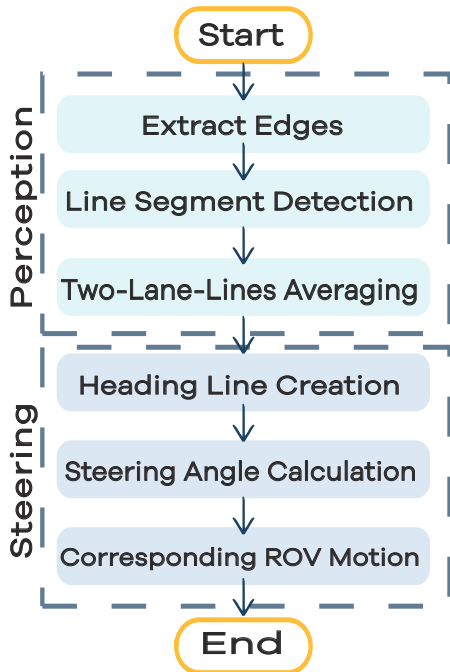 Start
Perception
Extract Edges
Line Segment Detection
Two-Lane-Lines Averaging
Steering
Heading Line Creation
Steering Angle Calculation
Corresponding ROV Motion
End